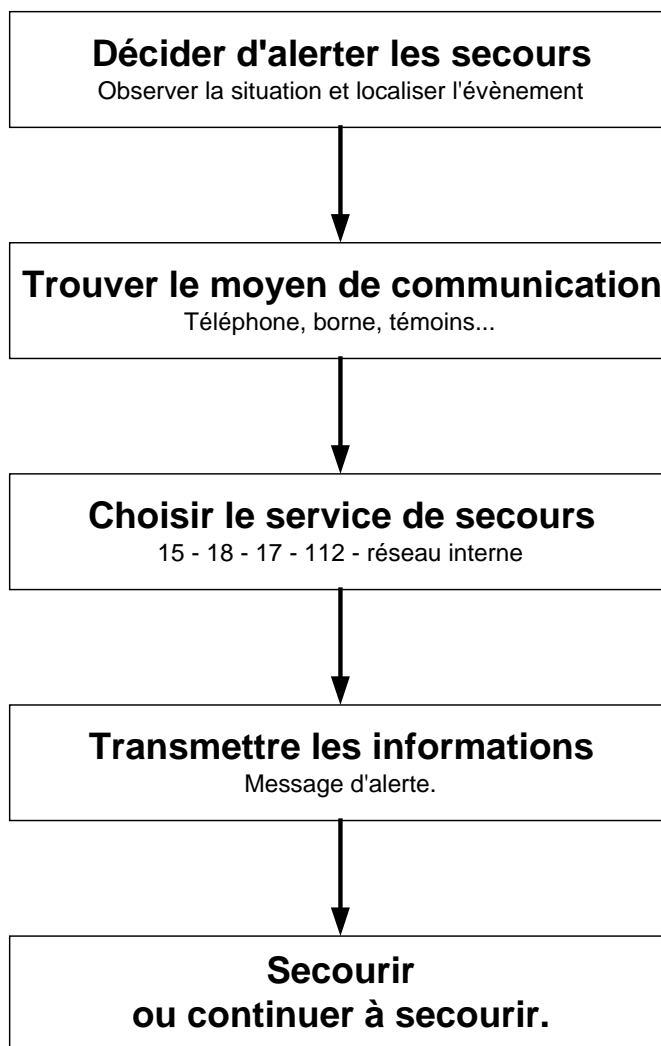 Décider d'alerter les secours
Observer la situation et localiser l'évènement
Trouver le moyen de communication
Téléphone, borne, témoins...
Choisir le service de secours
15 - 18 - 17 - 112 - réseau interne
Transmettre les informations
Message d'alerte.
Secourir
ou continuer à secourir.